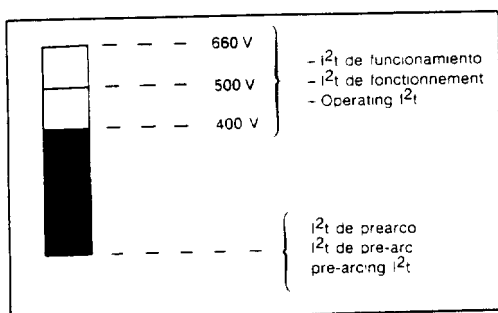 660 V
500 V
400 V
- I²t de funcionamiento
- I²t de fonctionnement
- Operating I²t
I²t de prearco
I²t de pre-arc
pre-arcing I²t